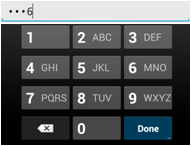 •••6
1 2 ABC 3 DEF
4 GHI 5 JKL 6 MNO
7 PQRS 8 TUV 9 WXYZ
0 Done